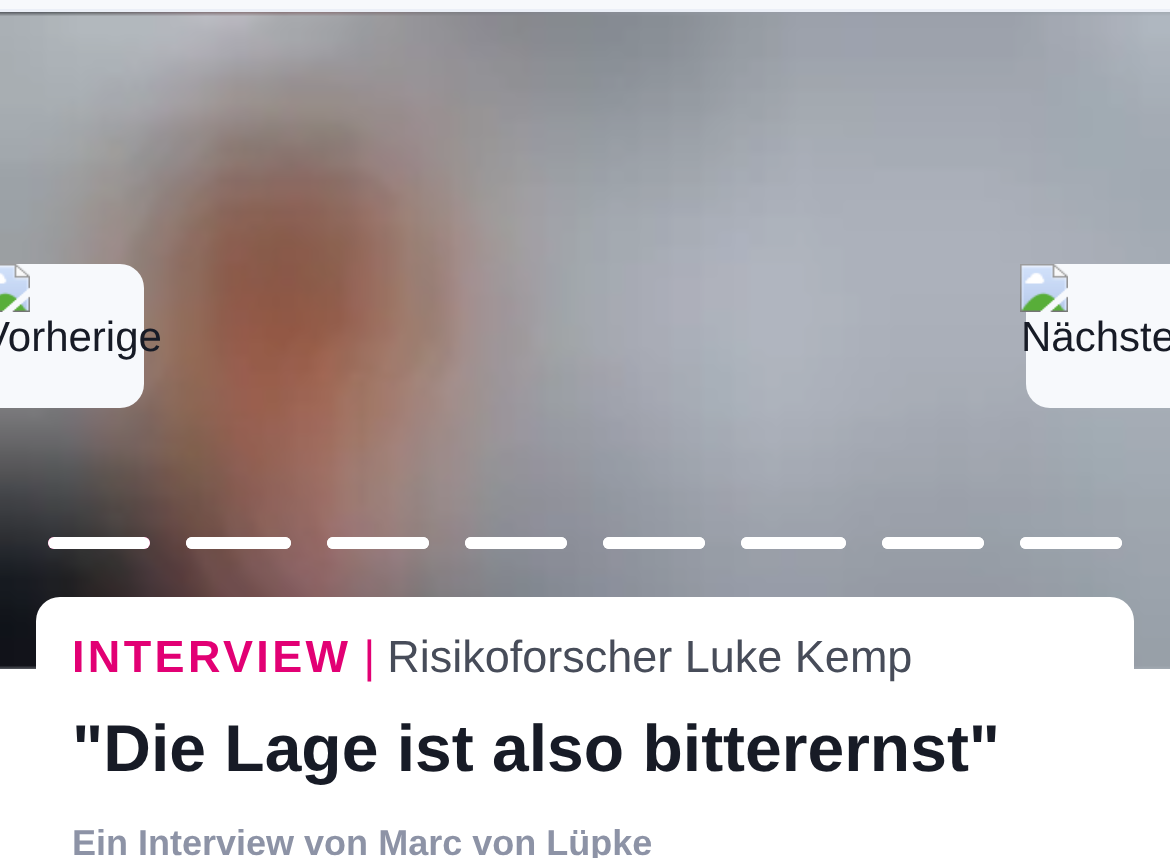 Vorherige
Nächste
INTERVIEW | Risikoforscher Luke Kemp
"Die Lage ist also bitterernst"
Ein Interview von Marc von Lüpke